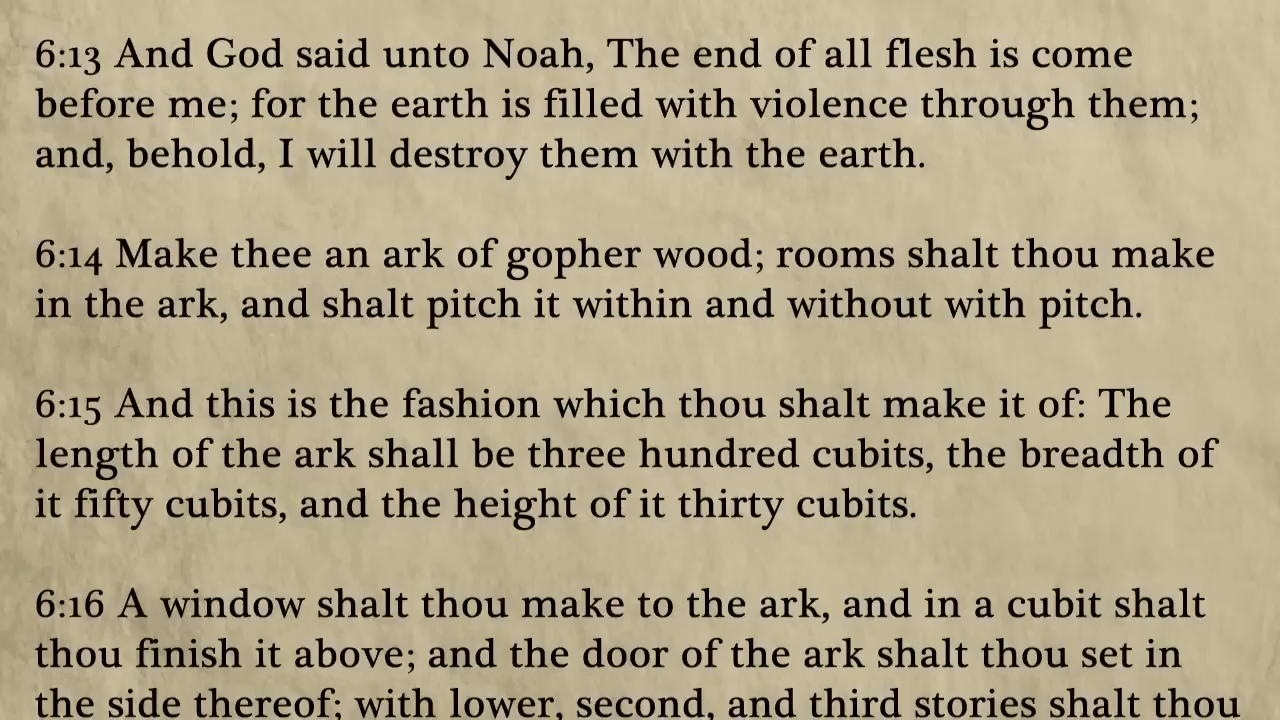 6:13 And God said unto Noah, The end of all flesh is come
before me; for the earth is filled with violence through them;
and, behold, I will destroy them with the earth.
6:14 Make thee an ark of gopher wood; rooms shalt thou make
in the ark, and shalt pitch it within and without with pitch.
6:15 And this is the fashion which thou shalt make it of: The
length of the ark shall be three hundred cubits, the breadth of
it fifty cubits, and the height of it thirty cubits.
6:16 A window shalt thou make to the ark, and in a cubit shalt
thou finish it above; and the door of the ark shalt thou set in
the side thereof; with lower, second, and third stories shalt thou